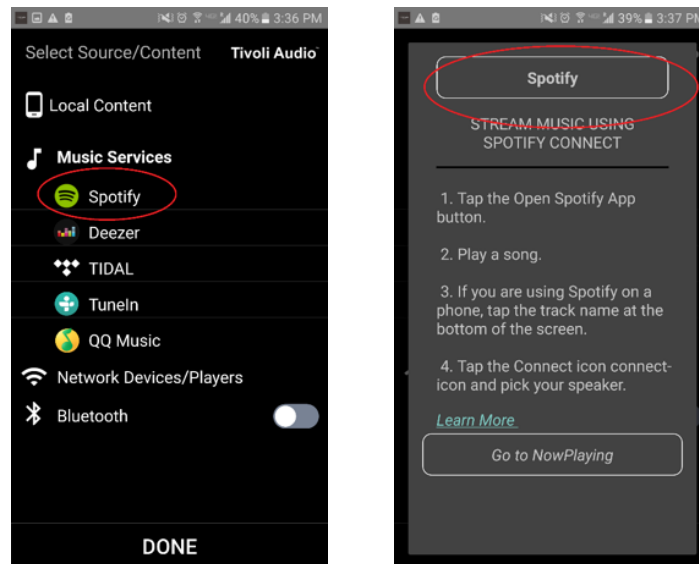 40% 3:36 PM
Select Source/Content Tivoli Audio
Local Content
Music Services
Spotify
Deezer
TIDAL
TuneIn
QQ Music
Network Devices/Players
Bluetooth
DONE
39% 3:37 PM
Spotify
STREAM MUSIC USING
SPOTIFY CONNECT
1. Tap the Open Spotify App
button.
2. Play a song.
3. If you are using Spotify on a
phone, tap the track name at the
bottom of the screen.
4. Tap the Connect icon connect-
icon and pick your speaker.
Learn More
Go to NowPlaying